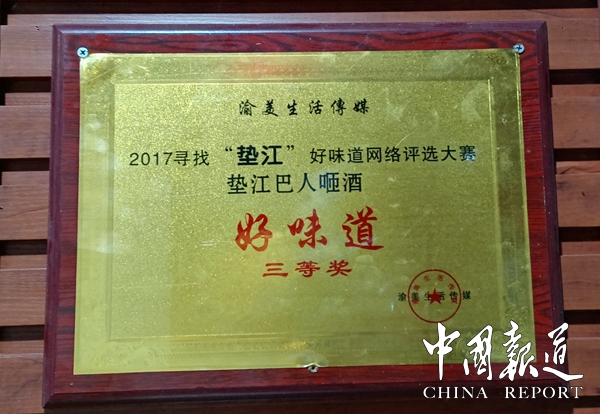 渝美生活傳媒
2017寻找“垫江”好味道网络评选大赛
垫江巴人咂酒
好味道
三等奖
渝美生活传媒
中国报道
CHINA REPORT